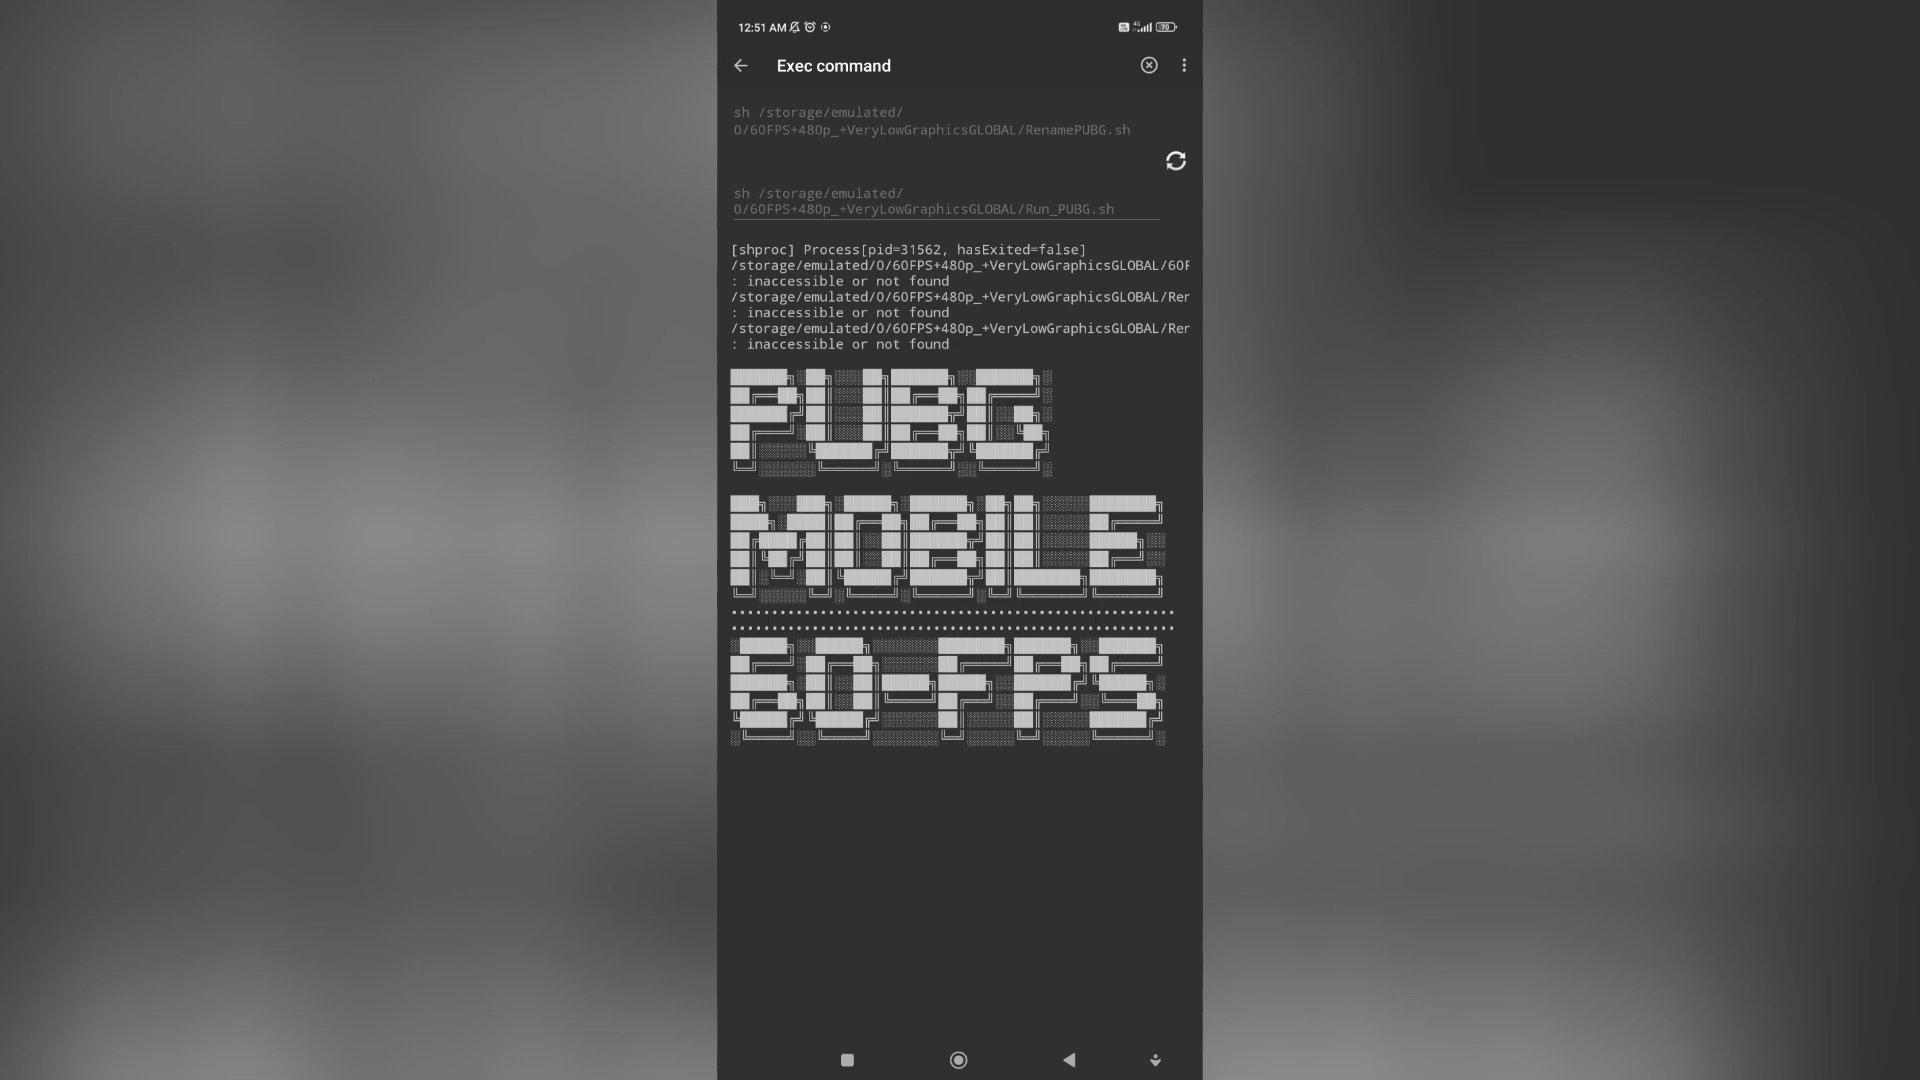 12:51 AM
4G
70
Exec command
sh /storage/emulated/
0/60FPS+480p_+VeryLowGraphicsGLOBAL/RenamePUBG.sh
sh /storage/emulated/
0/60FPS+480p_+VeryLowGraphicsGLOBAL/Run_PUBG.sh
[shproc] Process[pid=31562, hasExited=false]
/storage/emulated/0/60FPS+480p_+VeryLowGraphicsGLOBAL/60F
: inaccessible or not found
/storage/emulated/0/60FPS+480p_+VeryLowGraphicsGLOBAL/Ren
: inaccessible or not found
/storage/emulated/0/60FPS+480p_+VeryLowGraphicsGLOBAL/Ren
: inaccessible or not found
PUBG
MOBILE
60-FPS